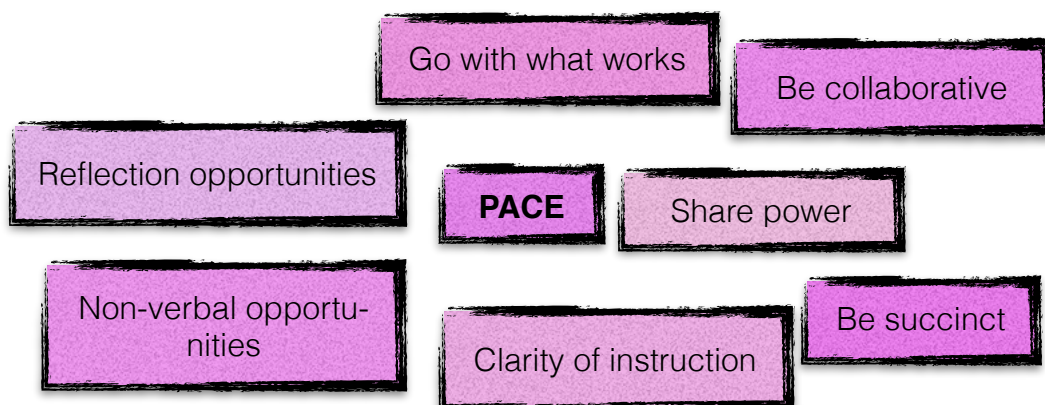 Go with what works
Be collaborative
Reflection opportunities
PACE
Share power
Non-verbal opportu-
nities
Be succinct
Clarity of instruction